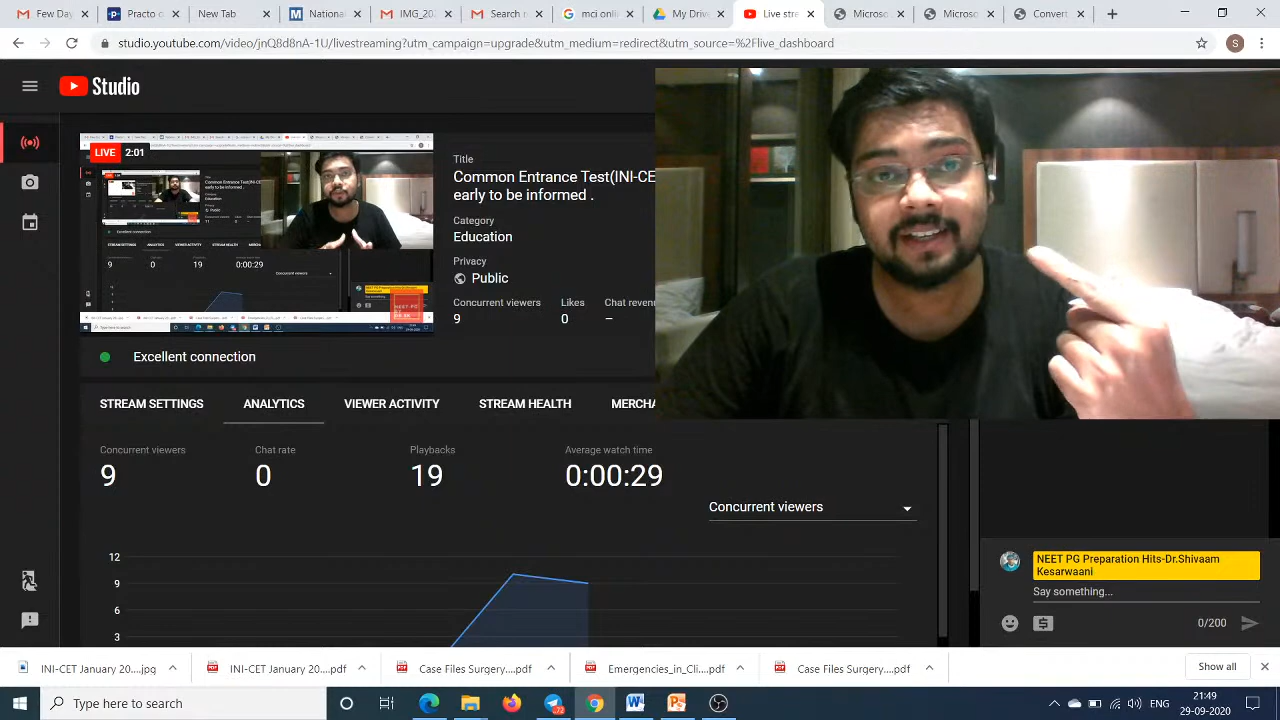 New Day
Practo c
New Tab
National
IMG_20
Search r
mci onli
My Driv
Live stre
Microso
Microso
Convert
studio.youtube.com/video/jnQ8d8nA-1U/livestreaming?utm_campaign=upgrade&utm_medium=redirect&utm_source=%2Flive_dashboard
S
Studio
LIVE 2:01
Title
Common Entrance Test(INI-CE
early to be informed .
Category
Education
Privacy
Public
Concurrent viewers Likes Chat revenu
9 0 –
Excellent connection
STREAM SETTINGS ANALYTICS VIEWER ACTIVITY STREAM HEALTH MERCHA
Concurrent viewers Chat rate Playbacks Average watch time
9 0 19 0:00:29
Concurrent viewers
12
9
6
3
NEET PG Preparation Hits-Dr.Shivaam
Kesarwaani
Say something...
0/200
INI-CET January 20....jpg
INI-CET January 20....pdf
Case Files Surgery....pdf
Emergencies_in_Cli....pdf
Case Files Surgery....pdf
Show all
Type here to search
72
ENG
21:49
29-09-2020